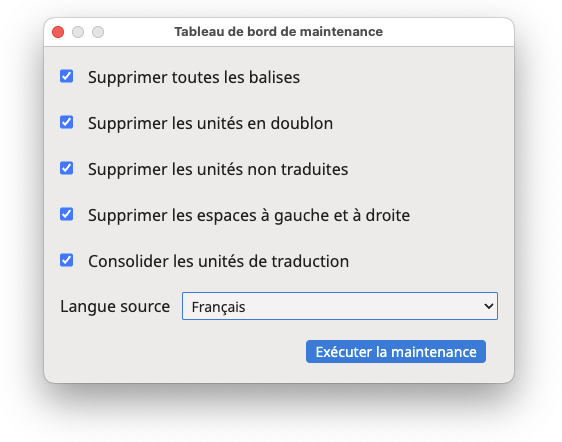 Tableau de bord de maintenance
Supprimer toutes les balises
Supprimer les unités en doublon
Supprimer les unités non traduites
Supprimer les espaces à gauche et à droite
Consolider les unités de traduction
Langue source Français
Exécuter la maintenance